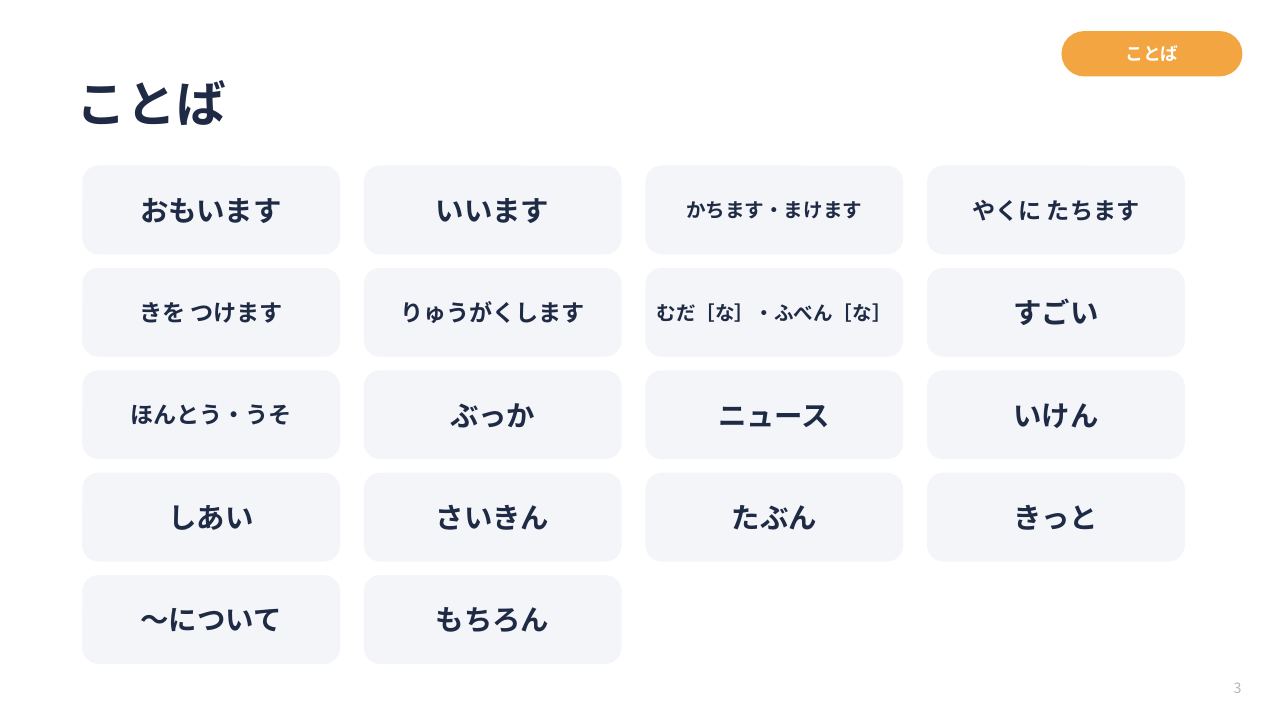 ことば
ことば
おもいます
いいます
かちます・まけます
やくに たちます
きを つけます
りゅうがくします
むだ［な］・ふべん［な］
すごい
ほんとう・うそ
ぶっか
ニュース
いけん
しあい
さいきん
たぶん
きっと
～について
もちろん
3